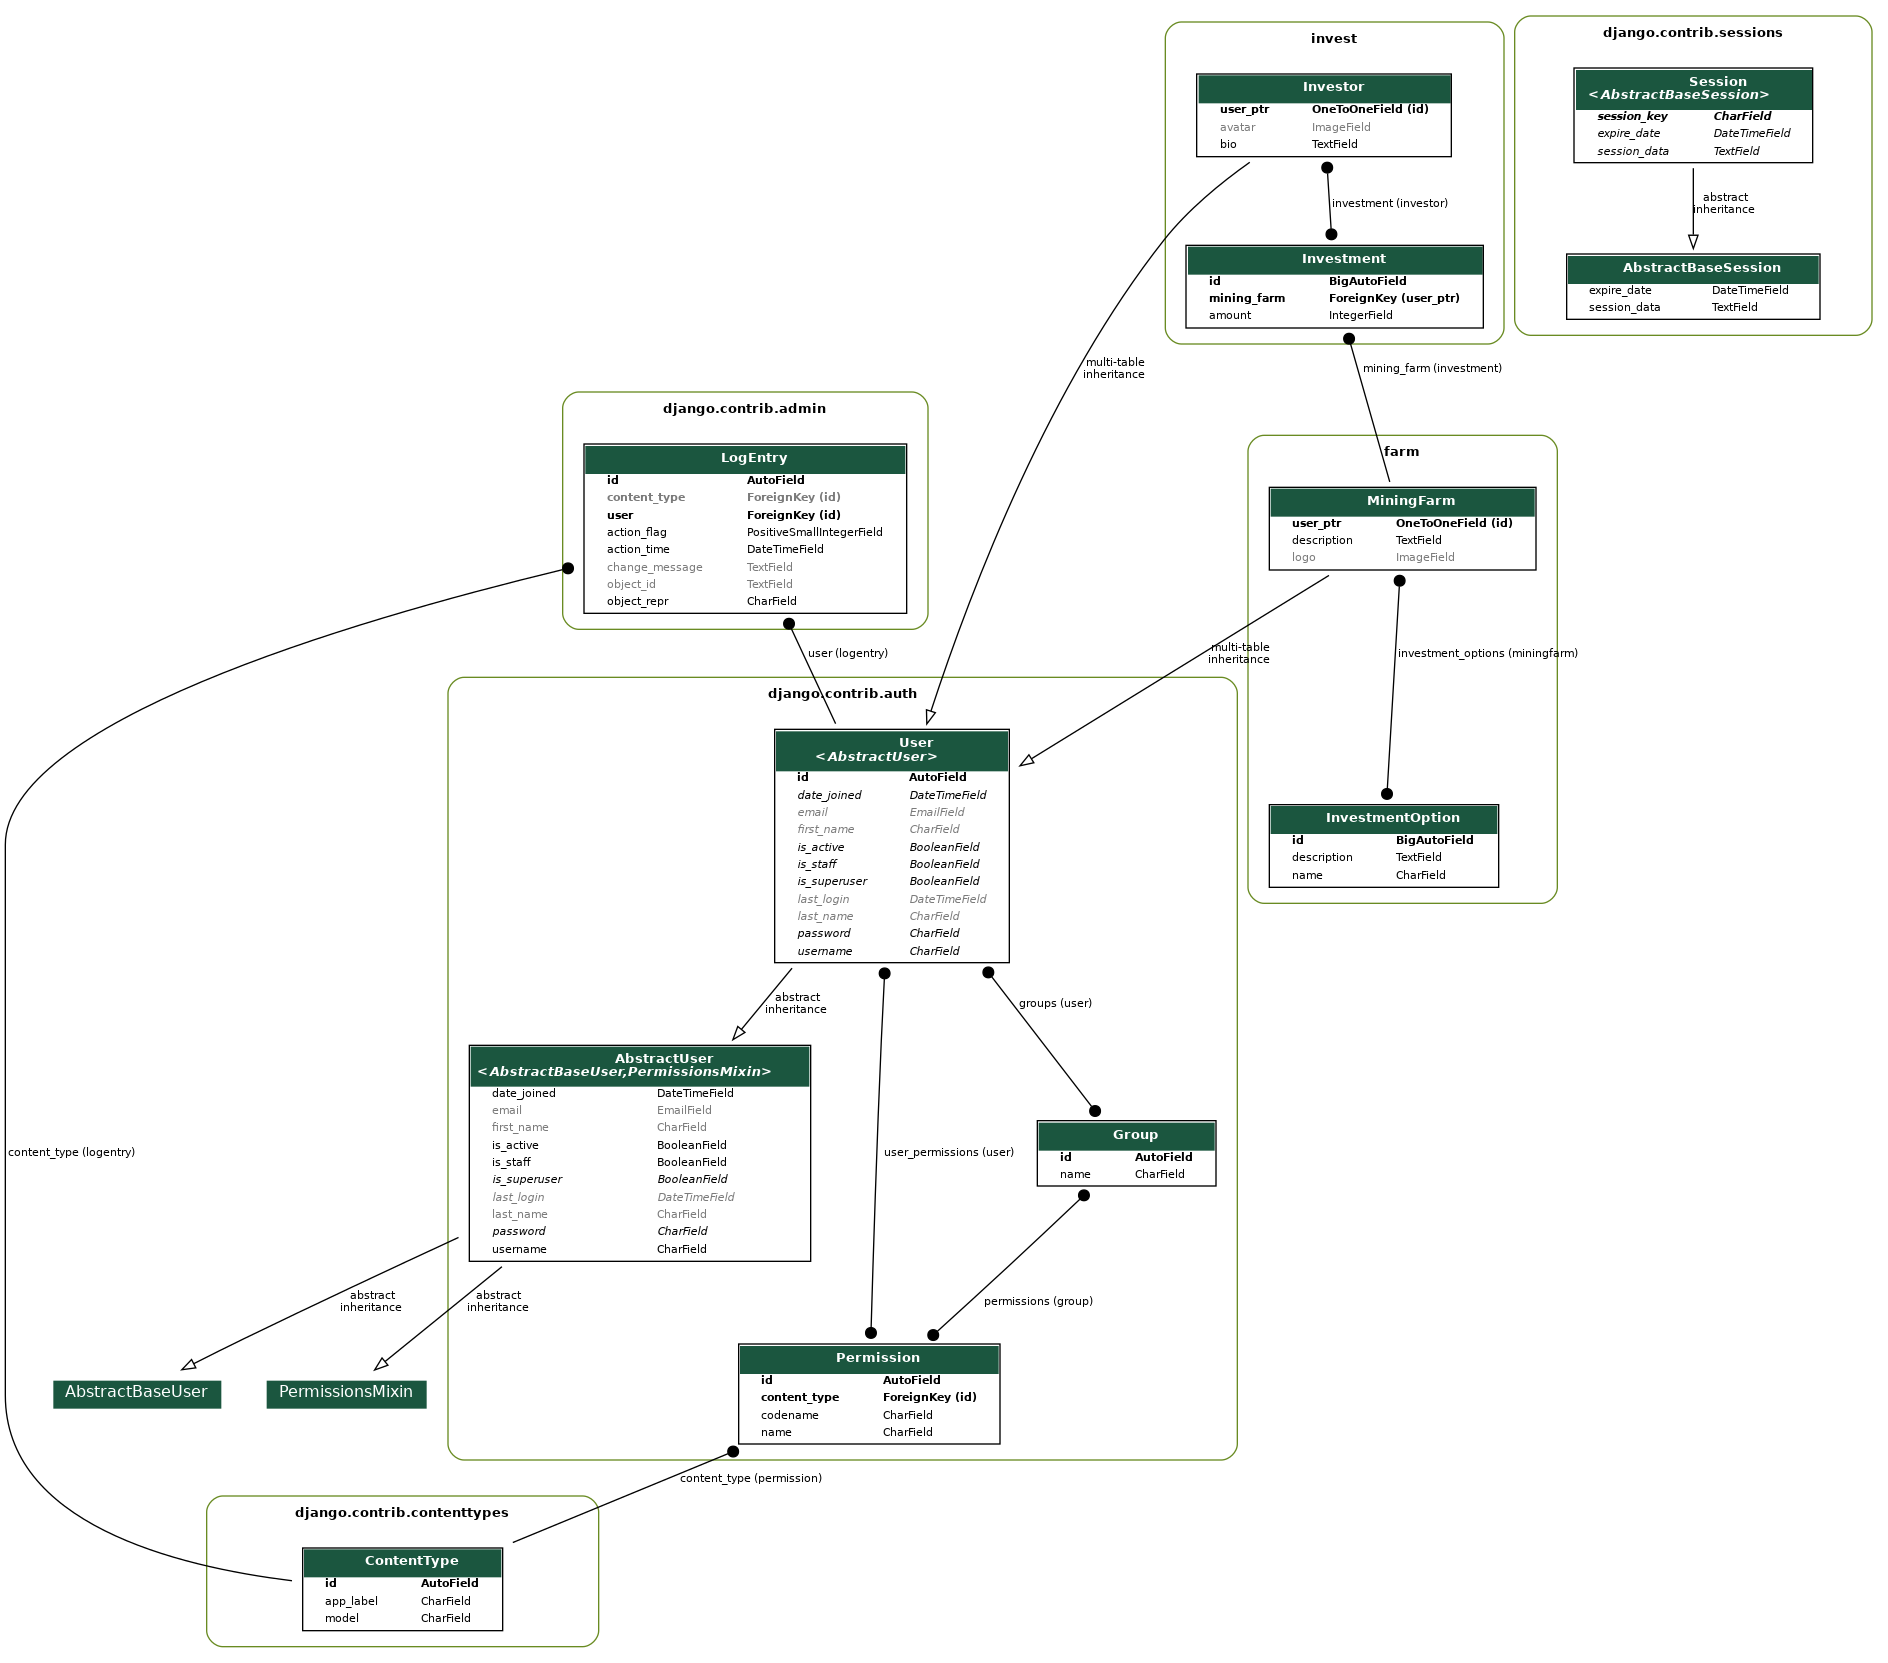 invest
Investor
user_ptr OneToOneField (id)
avatar ImageField
bio TextField
investment (investor)
Investment
id BigAutoField
mining_farm ForeignKey (user_ptr)
amount IntegerField
mining_farm (investment)
multi-table
inheritance
django.contrib.sessions
Session
<AbstractBaseSession>
session_key CharField
expire_date DateTimeField
session_data TextField
abstract
inheritance
AbstractBaseSession
expire_date DateTimeField
session_data TextField
django.contrib.admin
LogEntry
id AutoField
content_type ForeignKey (id)
user ForeignKey (id)
action_flag PositiveSmallIntegerField
action_time DateTimeField
change_message TextField
object_id TextField
object_repr CharField
user (logentry)
farm
MiningFarm
user_ptr OneToOneField (id)
description TextField
logo ImageField
multi-table
inheritance
investment_options (miningfarm)
InvestmentOption
id BigAutoField
description TextField
name CharField
django.contrib.auth
User
<AbstractUser>
id AutoField
date_joined DateTimeField
email EmailField
first_name CharField
is_active BooleanField
is_staff BooleanField
is_superuser BooleanField
last_login DateTimeField
last_name CharField
password CharField
username CharField
abstract
inheritance
groups (user)
AbstractUser
<AbstractBaseUser,PermissionsMixin>
date_joined DateTimeField
email EmailField
first_name CharField
is_active BooleanField
is_staff BooleanField
is_superuser BooleanField
last_login DateTimeField
last_name CharField
password CharField
username CharField
content_type (logentry)
user_permissions (user)
Group
id AutoField
name CharField
abstract
inheritance
abstract
inheritance
permissions (group)
AbstractBaseUser
PermissionsMixin
Permission
id AutoField
content_type ForeignKey (id)
codename CharField
name CharField
content_type (permission)
django.contrib.contenttypes
ContentType
id AutoField
app_label CharField
model CharField